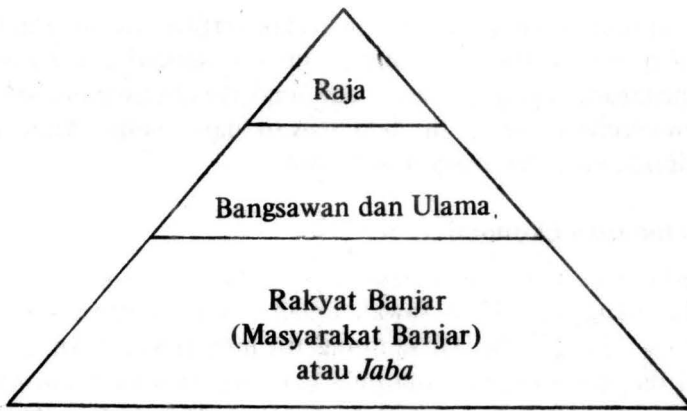 Raja
Bangsawan dan Ulama
Rakyat Banjar
(Masyarakat Banjar)
atau Jaba